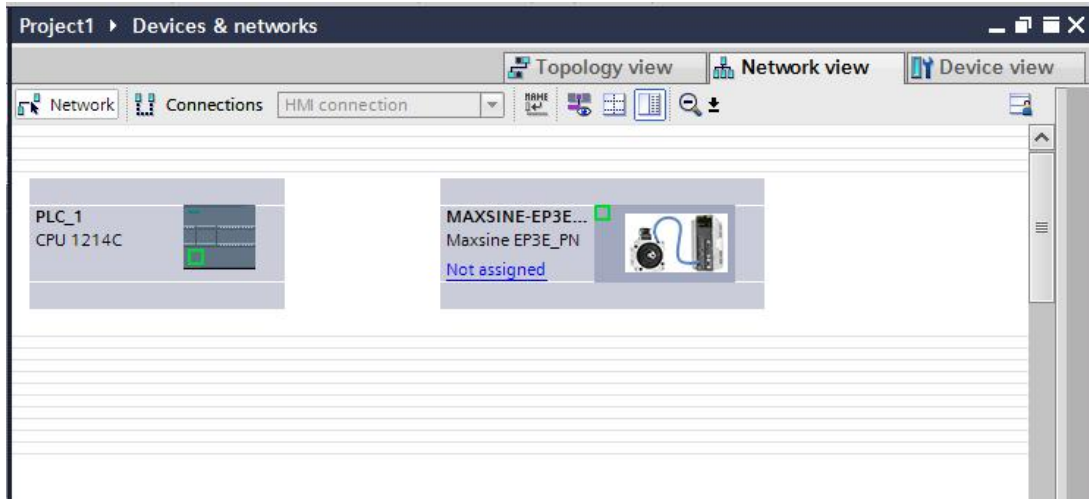 Project1 ▸ Devices & networks
Topology view
Network view
Device view
Network
Connections
HMI connection
NAME
PLC_1
CPU 1214C
MAXSINE-EP3E...
Maxsine EP3E_PN
Not assigned